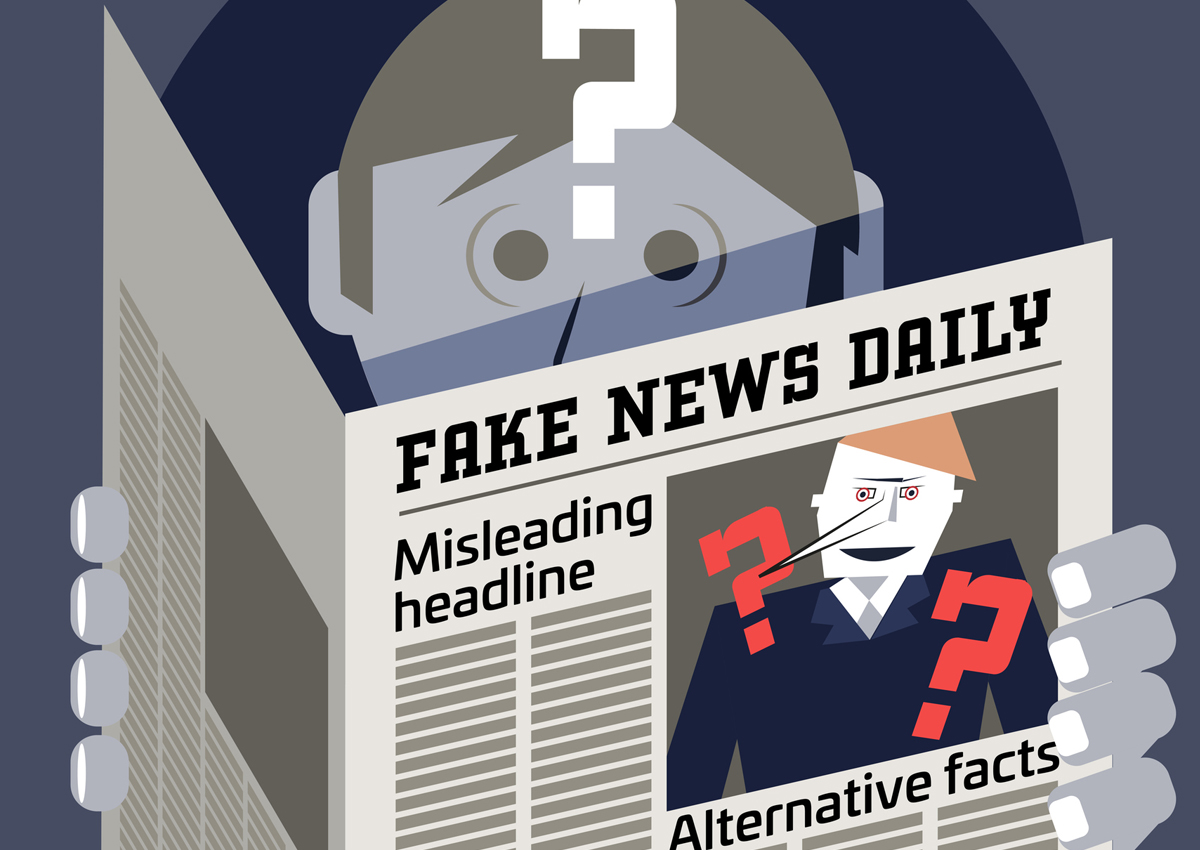 ?
FAKE NEWS DAILY
Misleading
headline
?
?
Alternative facts